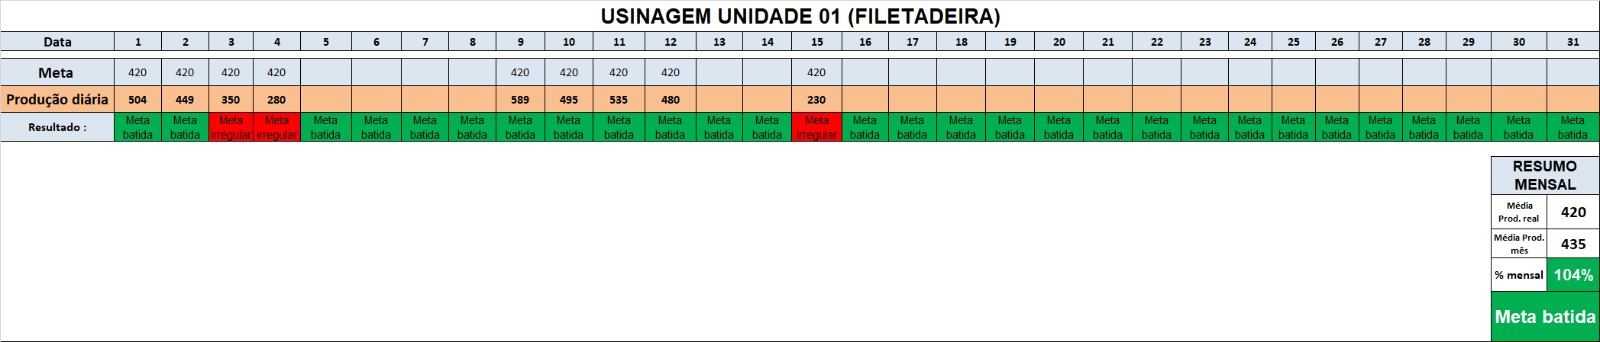 USINAGEM UNIDADE 01 (FILETADEIRA)
Data 1 2 3 4 5 6 7 8 9 10 11 12 13 14 15 16 17 18 19 20 21 22 23 24 25 26 27 28 29 30 31
Meta 420 420 420 420 420 420 420 420 420
Produção diária 504 449 350 280 589 495 535 480 230
Resultado : Meta batida Meta batida Meta irregular Meta irregular Meta batida Meta batida Meta batida Meta batida Meta batida Meta batida Meta batida Meta batida Meta batida Meta batida Meta irregular Meta batida Meta batida Meta batida Meta batida Meta batida Meta batida Meta batida Meta batida Meta batida Meta batida Meta batida Meta batida Meta batida Meta batida Meta batida Meta batida
RESUMO
MENSAL
Média
Prod. real 420
Média Prod.
mês 435
% mensal 104%
Meta batida